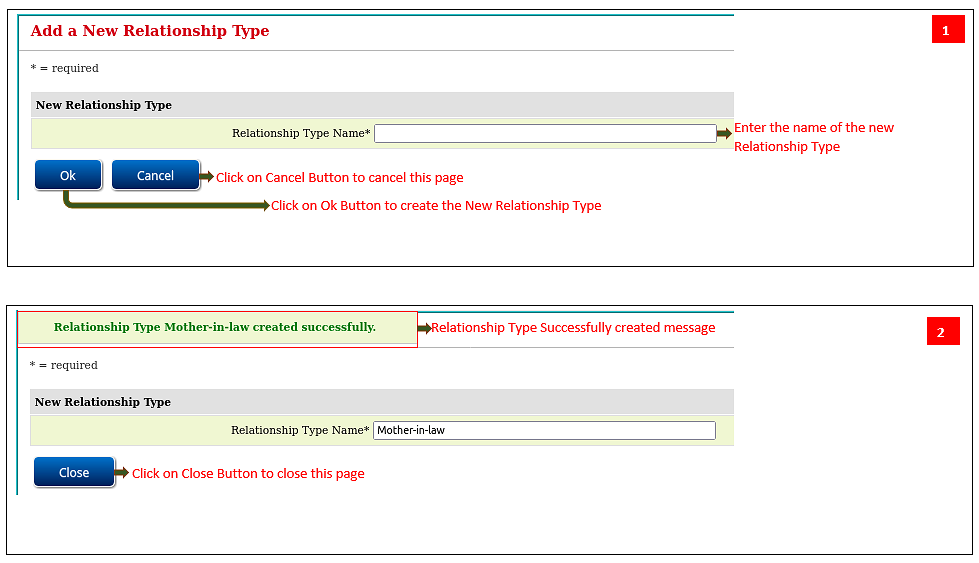 Add a New Relationship Type
1
* = required
New Relationship Type
Relationship Type Name*
Enter the name of the new
Relationship Type
Ok
Cancel
Click on Cancel Button to cancel this page
Click on Ok Button to create the New Relationship Type
Relationship Type Mother-in-law created successfully.
Relationship Type Successfully created message
2
* = required
New Relationship Type
Relationship Type Name* Mother-in-law
Close
Click on Close Button to close this page